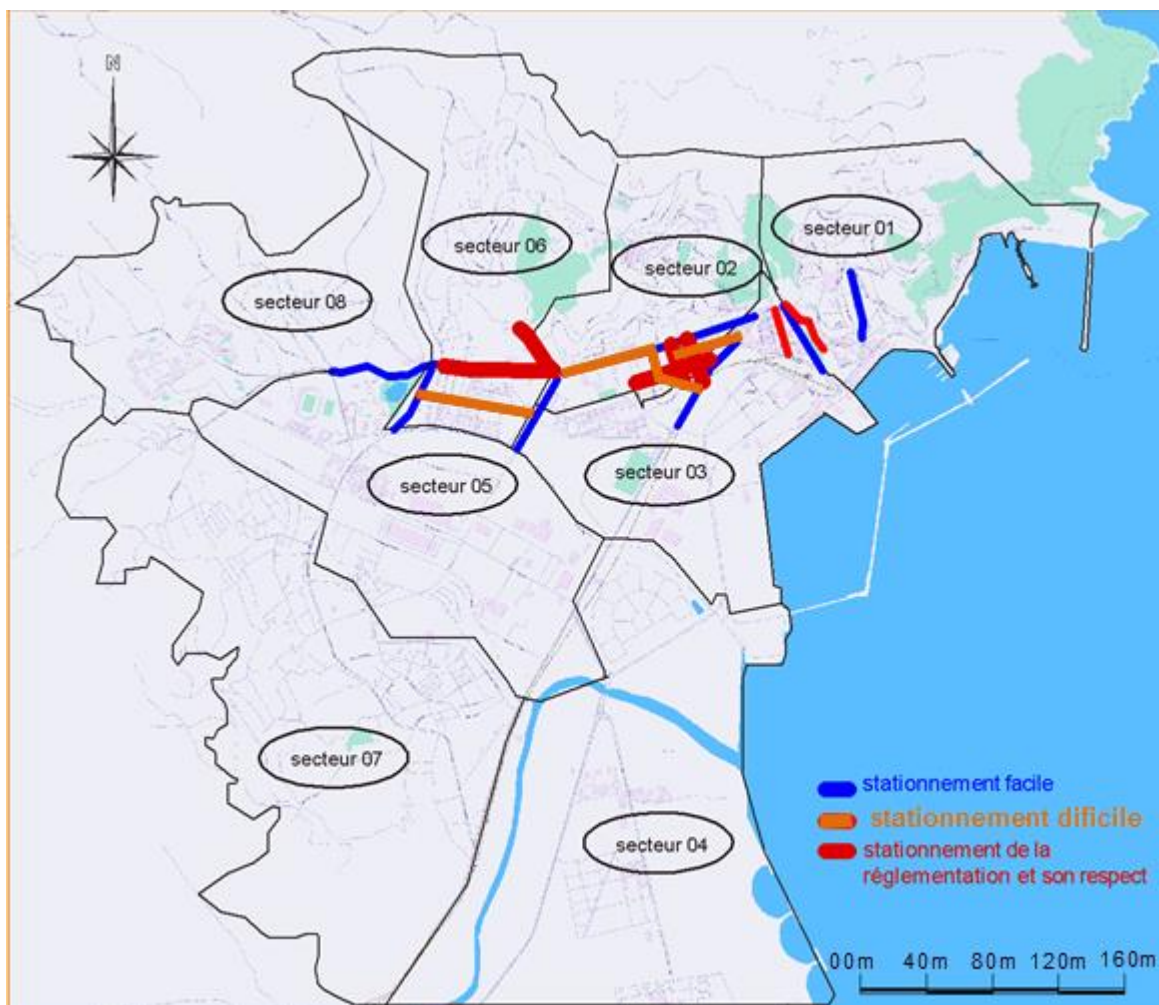 N
secteur 01
secteur 06
secteur 02
secteur 08
secteur 03
secteur 05
secteur 07
secteur 04
stationnement facile
stationnement dificile
stationnement de la
réglementation et son respect
00m 40m 80m 120m 160m